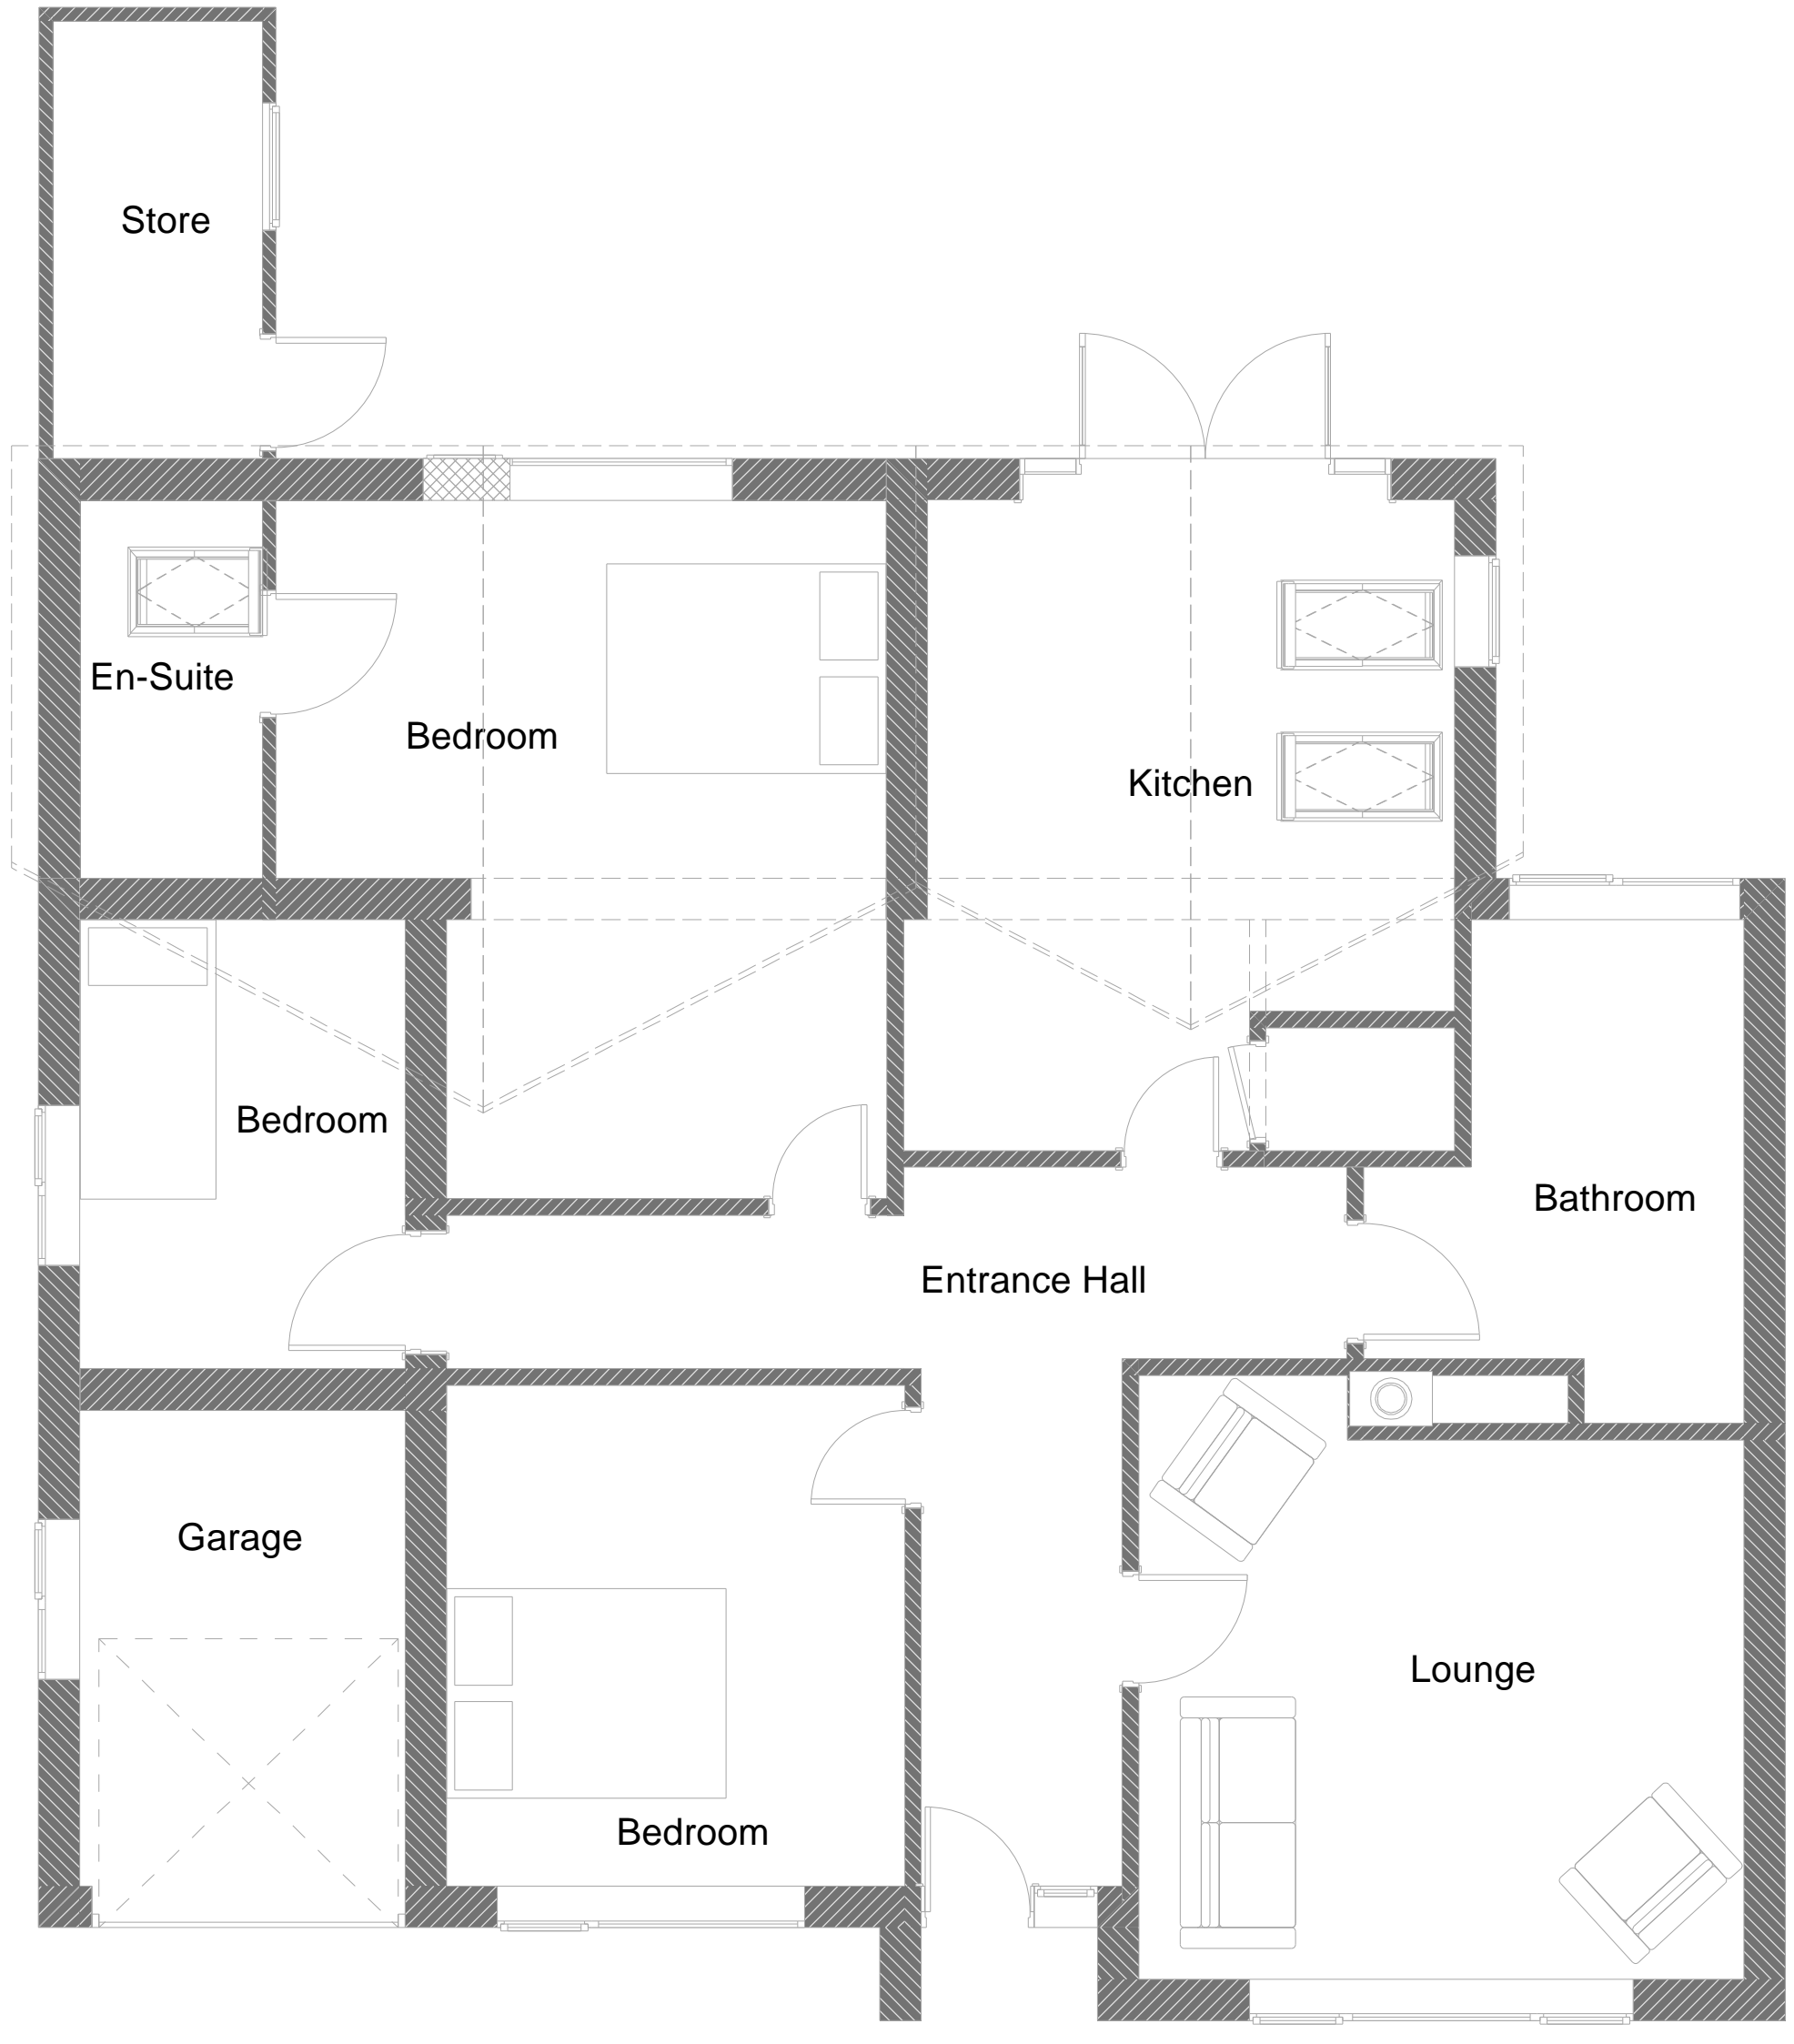 Store
En-Suite
Bedroom
Kitchen
Bedroom
Bathroom
Entrance Hall
Garage
Lounge
Bedroom